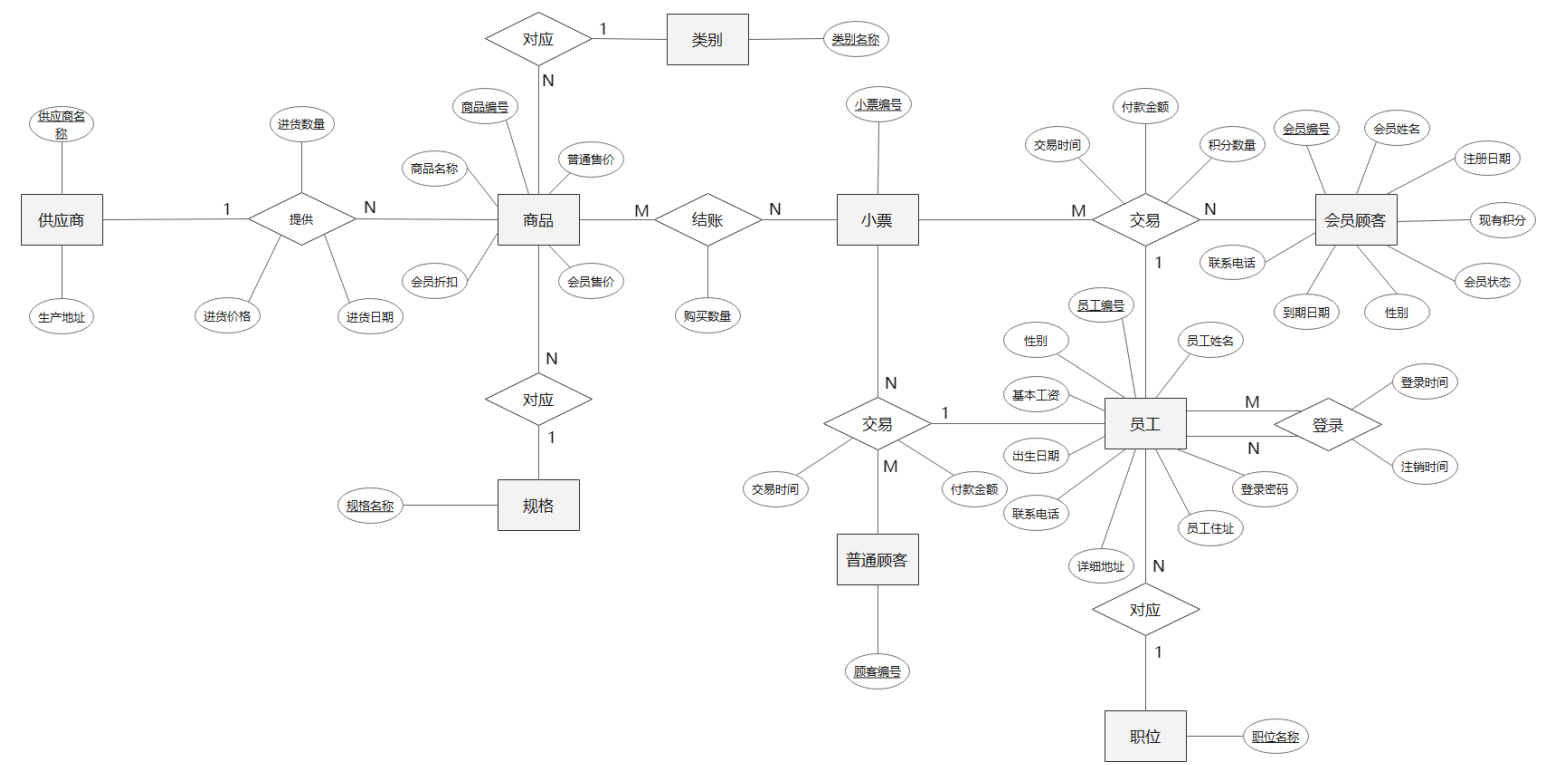 对应
1
类别
类别名称
N
商品编号
小票编号
付款金额
供应商名
称
进货数量
会员编号
会员姓名
交易时间
积分数量
注册日期
普通售价
商品名称
供应商
1
提供
N
商品
M
结账
N
小票
M
交易
N
会员顾客
现有积分
联系电话
1
会员折扣
会员售价
会员状态
生产地址
进货价格
进货日期
购买数量
员工编号
到期日期
性别
性别
员工姓名
N
N
登录时间
基本工资
M
对应
交易
1
员工
登录
1
N
出生日期
M
注销时间
交易时间
付款金额
登录密码
规格名称
规格
联系电话
员工住址
普通顾客
详细地址
N
对应
1
顾客编号
职位
职位名称